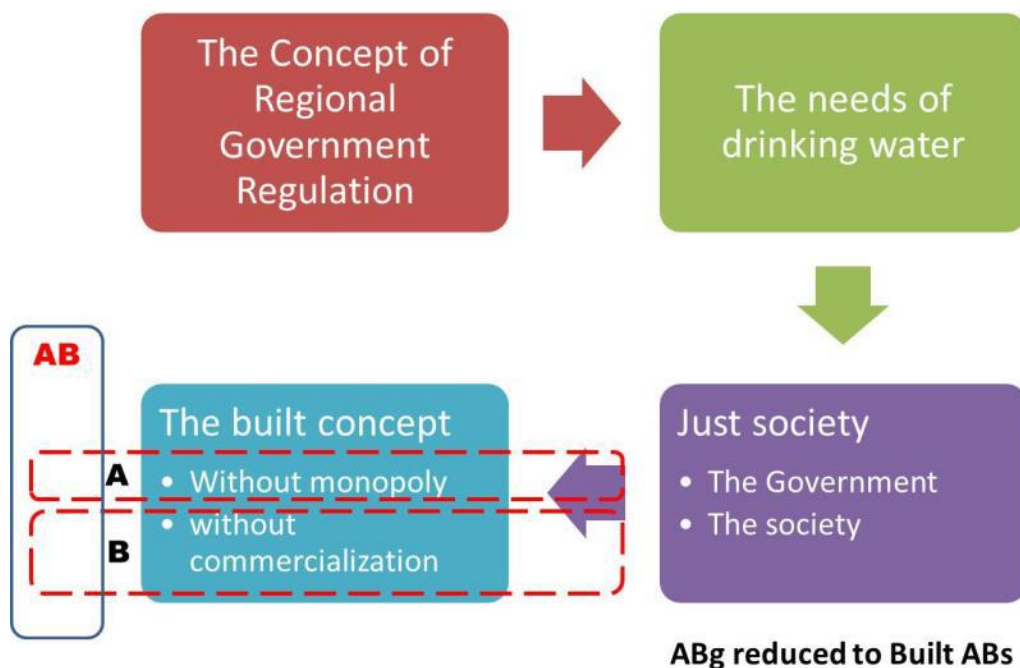 The Concept of
Regional
Government
Regulation
The needs of
drinking water
AB
The built concept
A
• Without monopoly
B
• without
commercialization
Just society
• The Government
• The society
ABg reduced to Built ABs